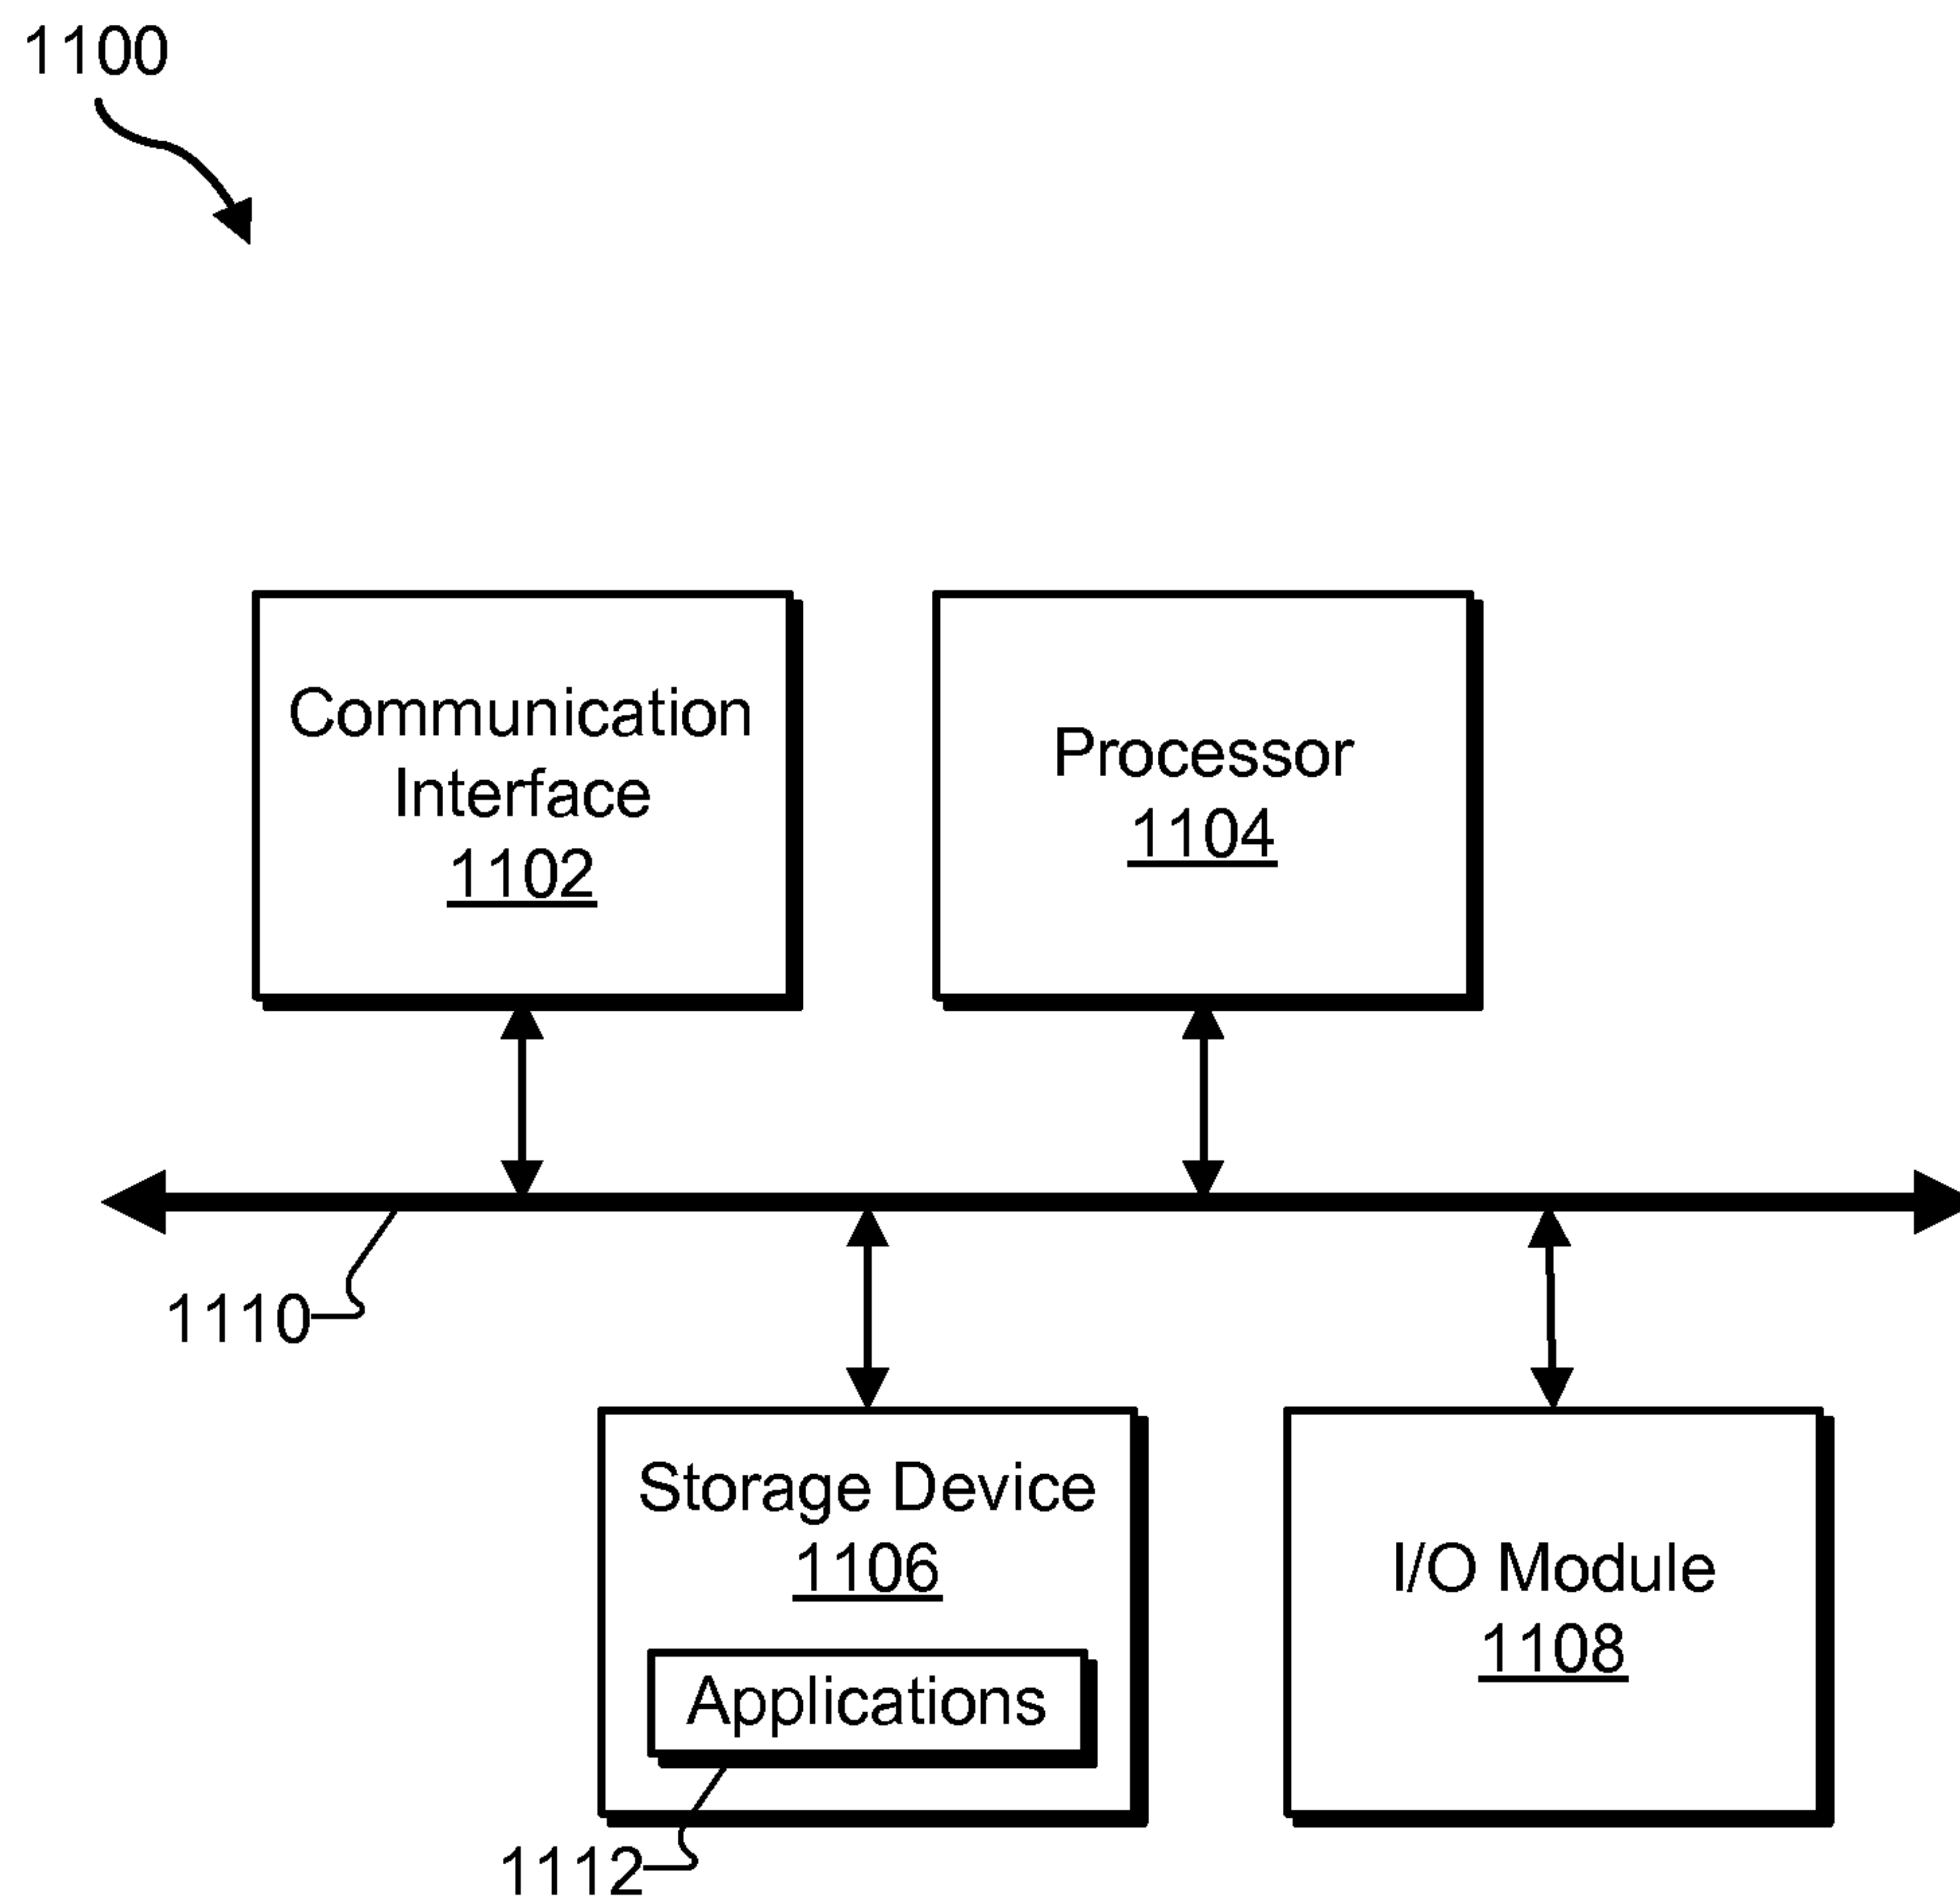 1100
Communication
Interface
1102
Processor
1104
1110
Storage Device
1106
Applications
1112
I/O Module
1108